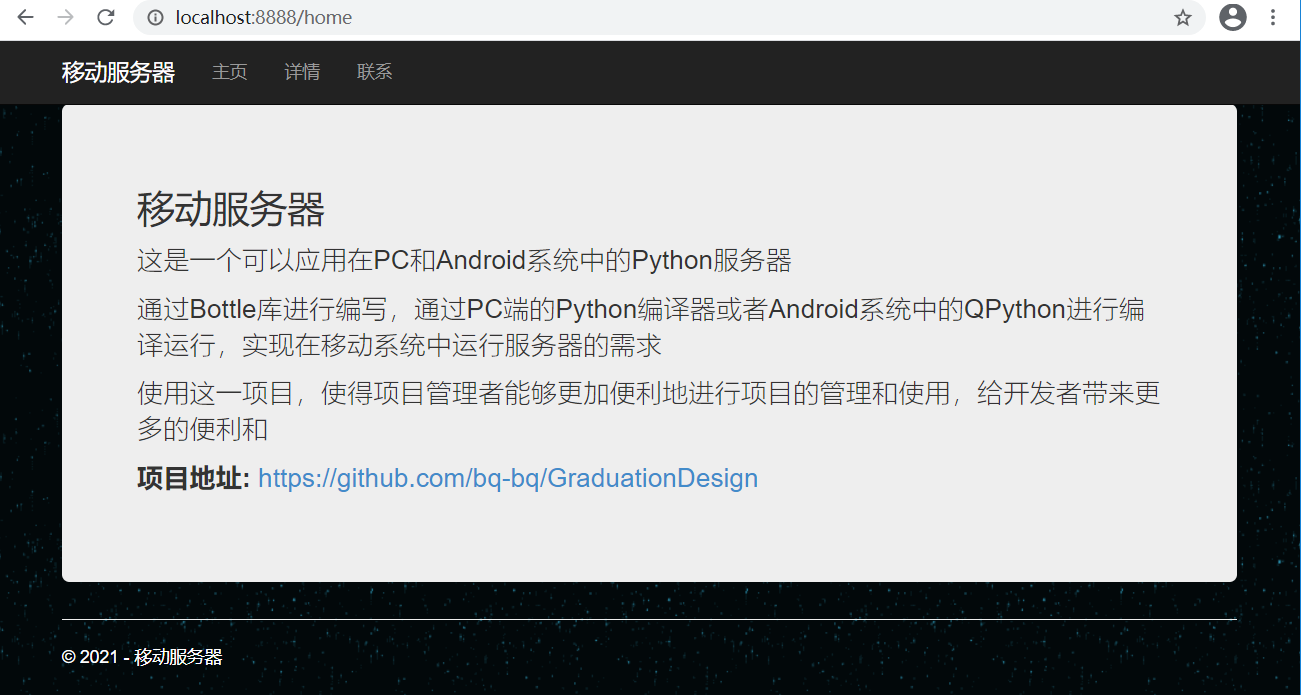 localhost:8888/home
移动服务器 主页 详情 联系
移动服务器
这是一个可以应用在PC和Android系统中的Python服务器
通过Bottle库进行编写，通过PC端的Python编译器或者Android系统中的QPython进行编
译运行，实现在移动系统中运行服务器的需求
使用这一项目，使得项目管理者能够更加便利地进行项目的管理和使用，给开发者带来更
多的便利和
项目地址: https://github.com/bq-bq/GraduationDesign
© 2021 - 移动服务器